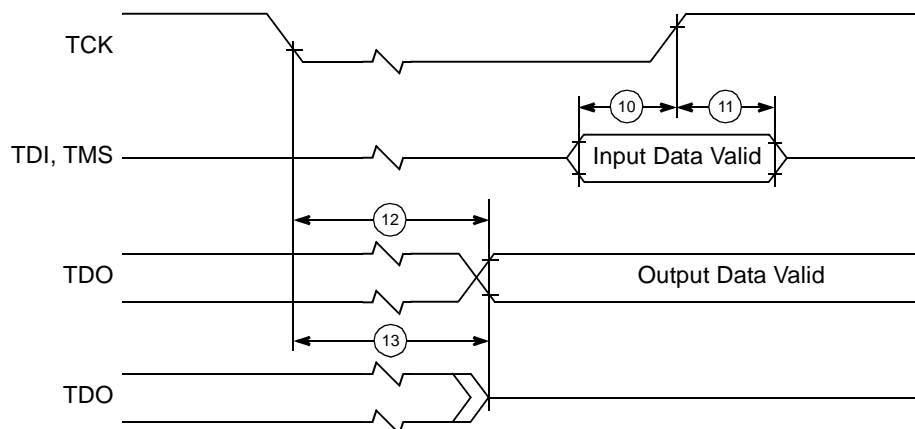 TCK
10
11
TDI, TMS
Input Data Valid
12
TDO
Output Data Valid
13
TDO